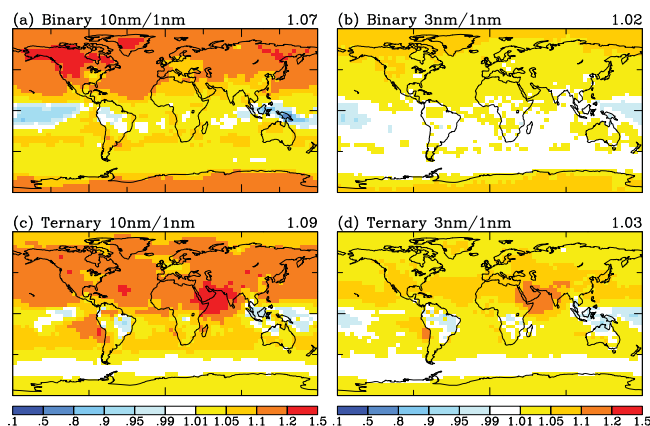 (a) Binary 10nm/1nm 1.07
(b) Binary 3nm/1nm 1.02
(c) Ternary 10nm/1nm 1.09
(d) Ternary 3nm/1nm 1.03
.1 .5 .8 .9 .95 .99 1.01 1.05 1.1 1.2 1.5
.1 .5 .8 .9 .95 .99 1.01 1.05 1.1 1.2 1.5